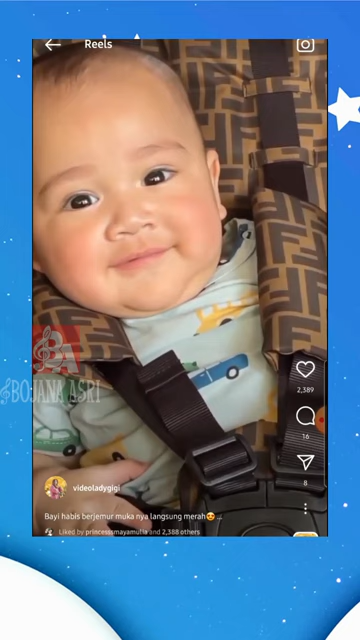 Reels
BOJANA ASRI
2,389
16
8
videoladygigi
Bayi habis berjemur muka nya langsung merah😍...
Liked by princesssmayamutia and 2,388 others